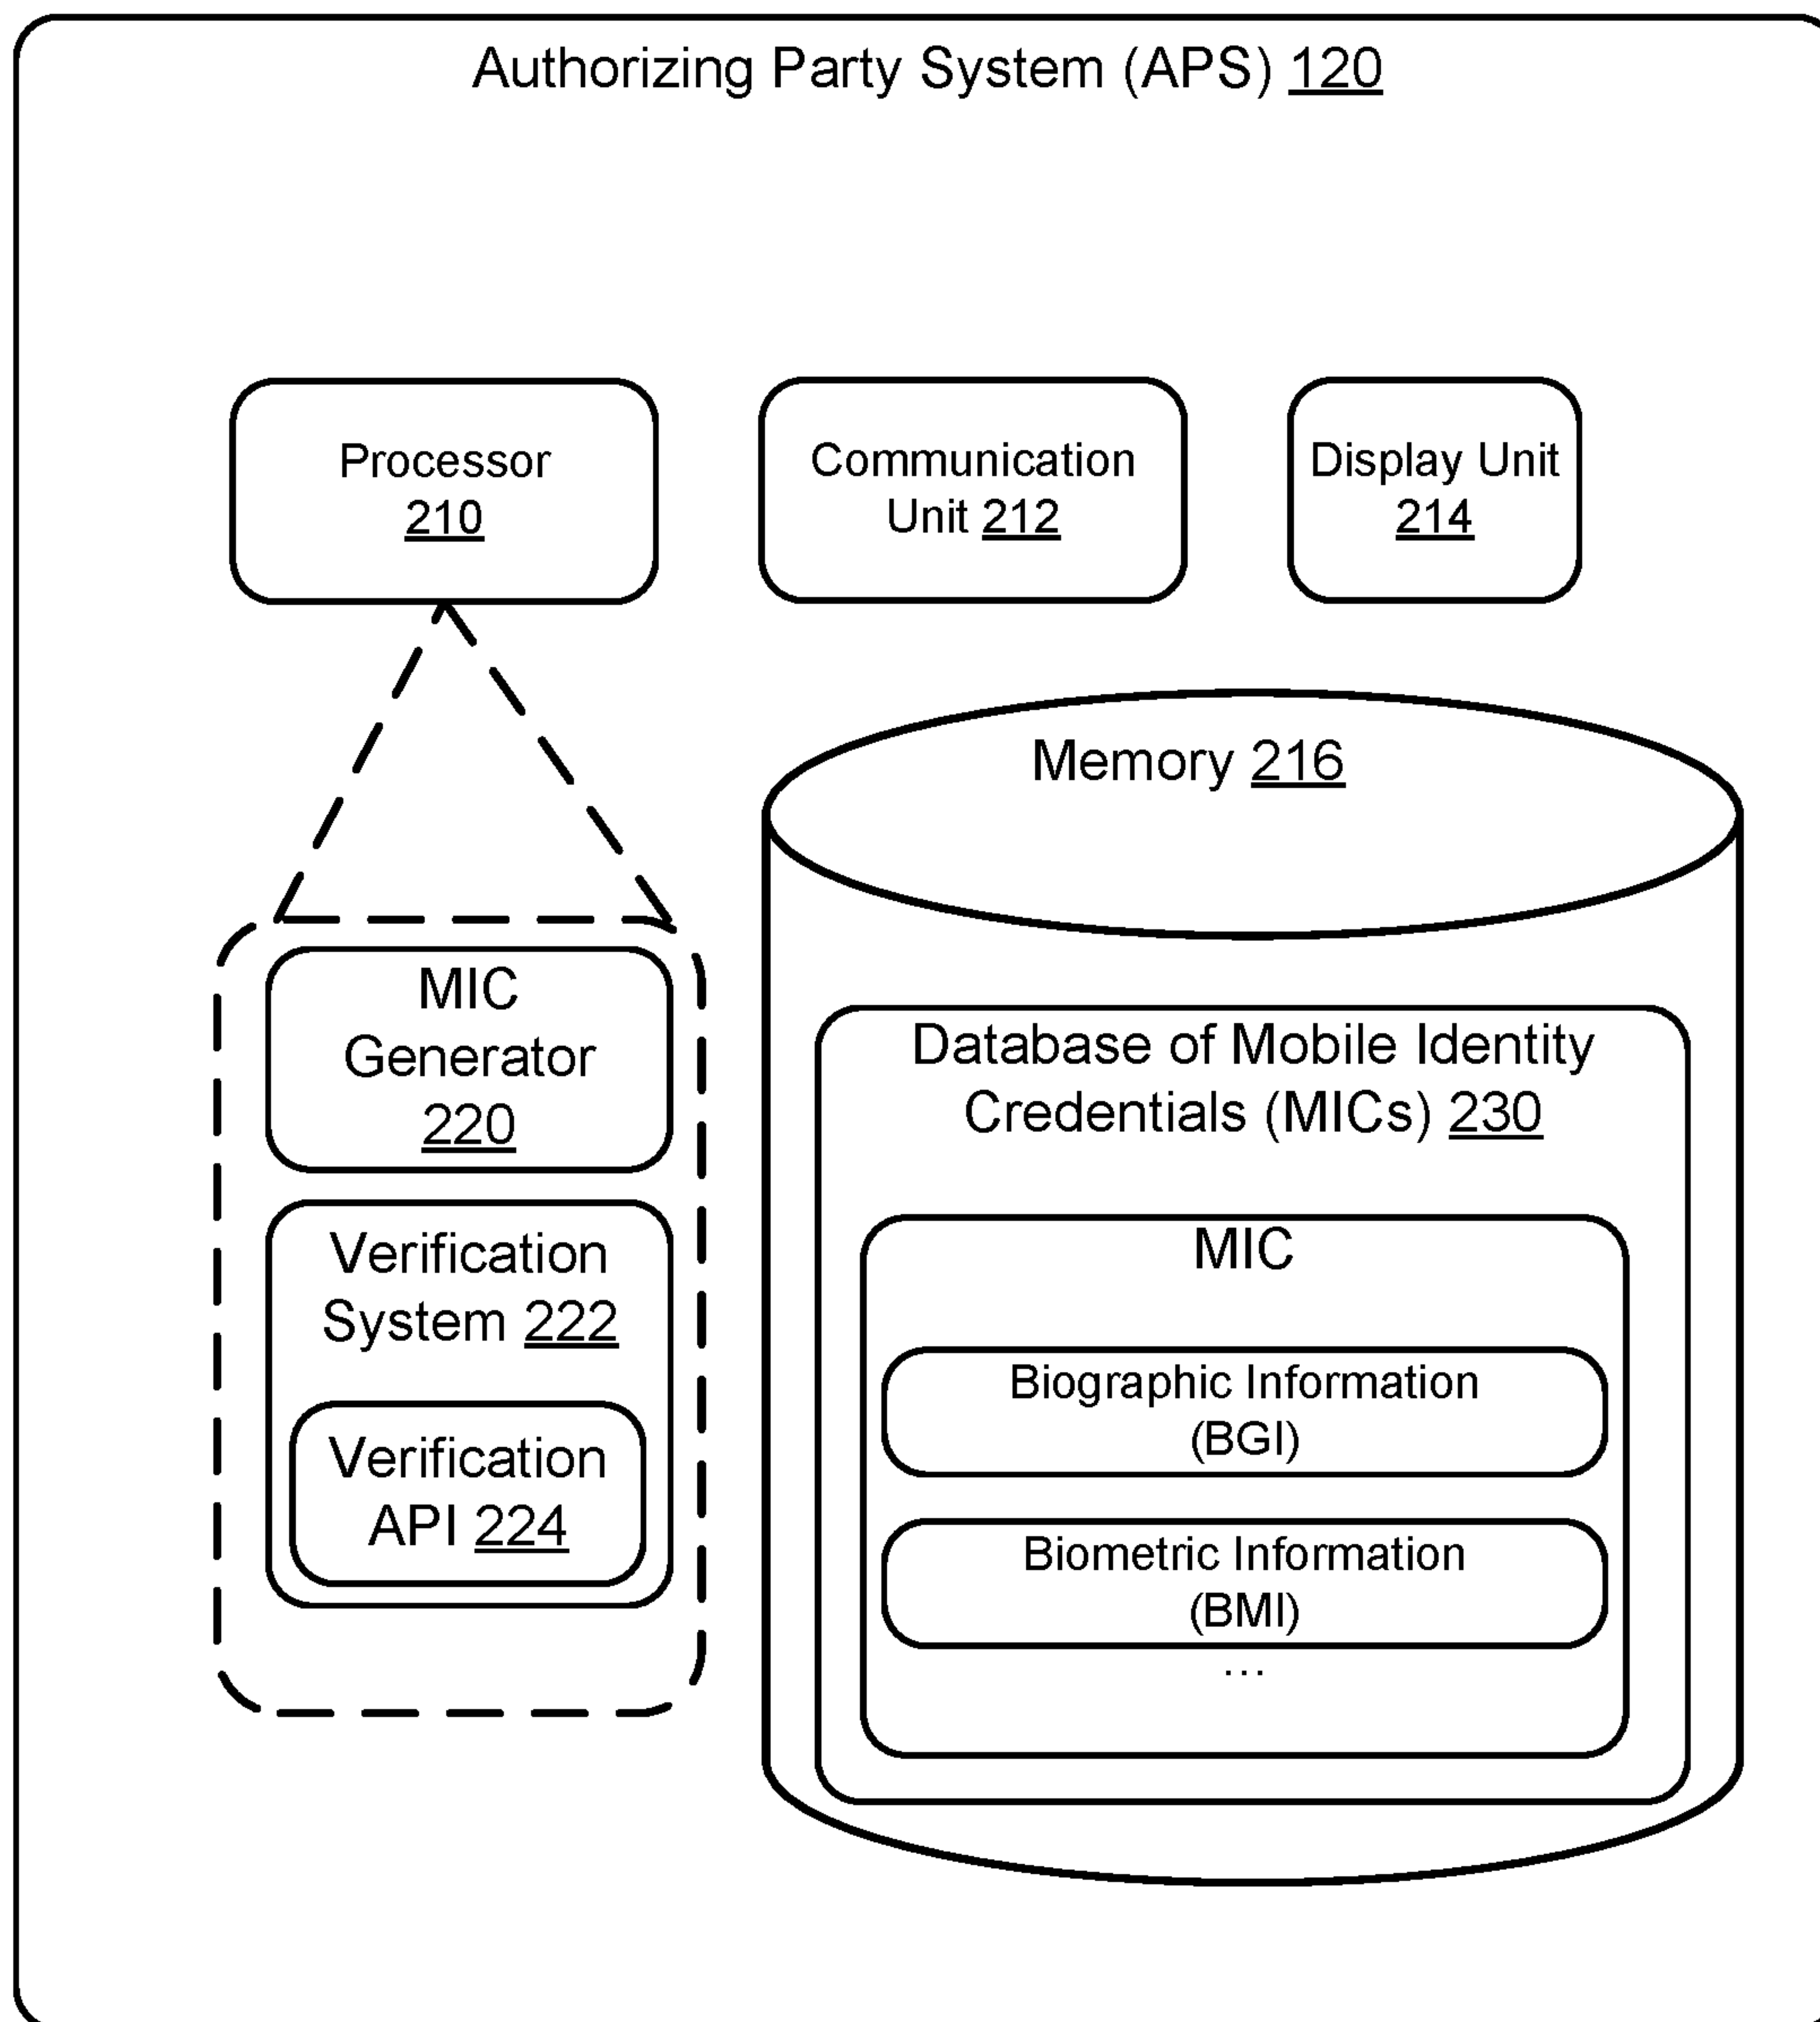 Authorizing Party System (APS) 120
Processor
210
Communication
Unit 212
Display Unit
214
Memory 216
MIC
Generator
220
Verification
System 222
Verification
API 224
Database of Mobile Identity
Credentials (MICs) 230
MIC
Biographic Information
(BGI)
Biometric Information
(BMI)
...